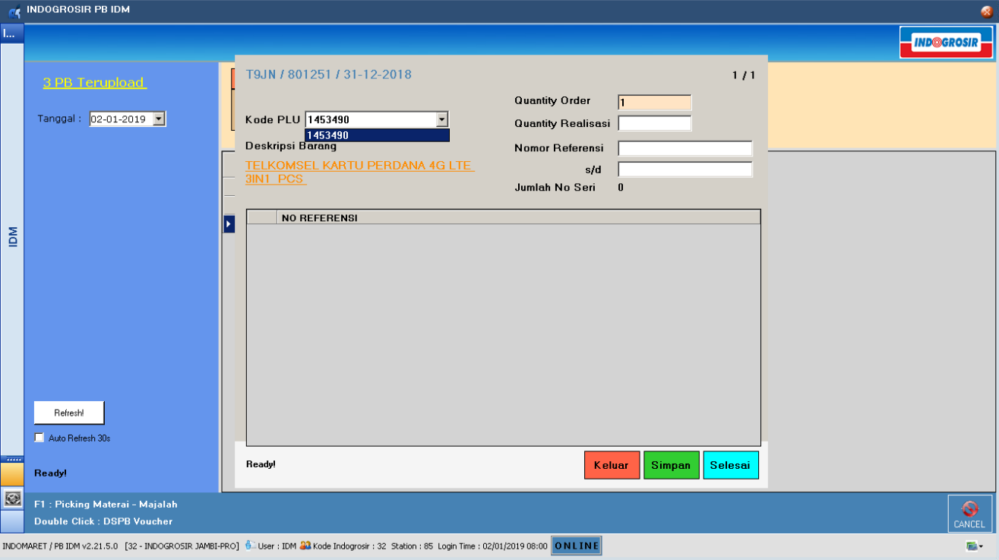 INDOGROSIR PB IDM
I...
INDOGROSIR
3 PB Terupload
Tanggal : 02-01-2019
T9JN / 801251 / 31-12-2018
1 / 1
Quantity Order 1
Kode PLU 1453490
Quantity Realisasi
1453490
Deskripsi Barang
Nomor Referensi
TELKOMSEL KARTU PERDANA 4G LTE
3IN1 PCS
s/d
Jumlah No Seri 0
NO REFERENSI
IDM
Refresh!
Auto Refresh 30s
Ready!
Ready!
Keluar
Simpan
Selesai
F1 : Picking Materai - Majalah
Double Click : DSPB Voucher
CANCEL
INDOMARET / PB IDM v2.21.5.0 [32 - INDOGROSIR JAMBI-PRO] User : IDM Kode Indogrosir : 32 Station : 85 Login Time : 02/01/2019 08:00 ONLINE